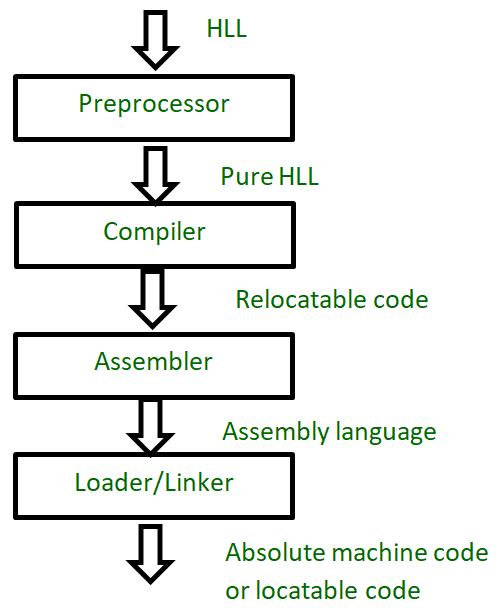 HLL
Preprocessor
Pure HLL
Compiler
Relocatable code
Assembler
Assembly language
Loader/Linker
Absolute machine code
or locatable code